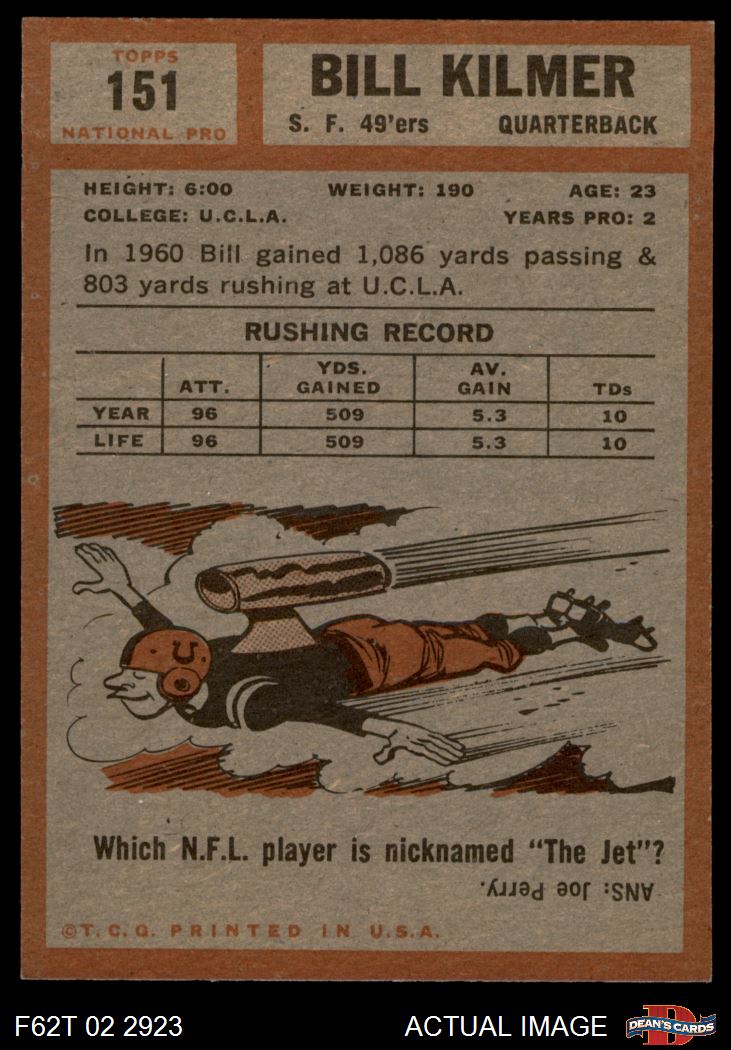 TOPPS
151
NATIONAL PRO
BILL KILMER
S. F. 49'ers QUARTERBACK
HEIGHT: 6:00 WEIGHT: 190 AGE: 23
COLLEGE: U.C.L.A. YEARS PRO: 2
In 1960 Bill gained 1,086 yards passing &
803 yards rushing at U.C.L.A.
RUSHING RECORD
ATT. YDS. GAINED AV. GAIN TDs
YEAR 96 509 5.3 10
LIFE 96 509 5.3 10
U
Which N.F.L. player is nicknamed "The Jet"?
ANS: Joe Perry.
©T.C.G. PRINTED IN U.S.A.
F62T 02 2923 ACTUAL IMAGE D DEAN'S CARDS